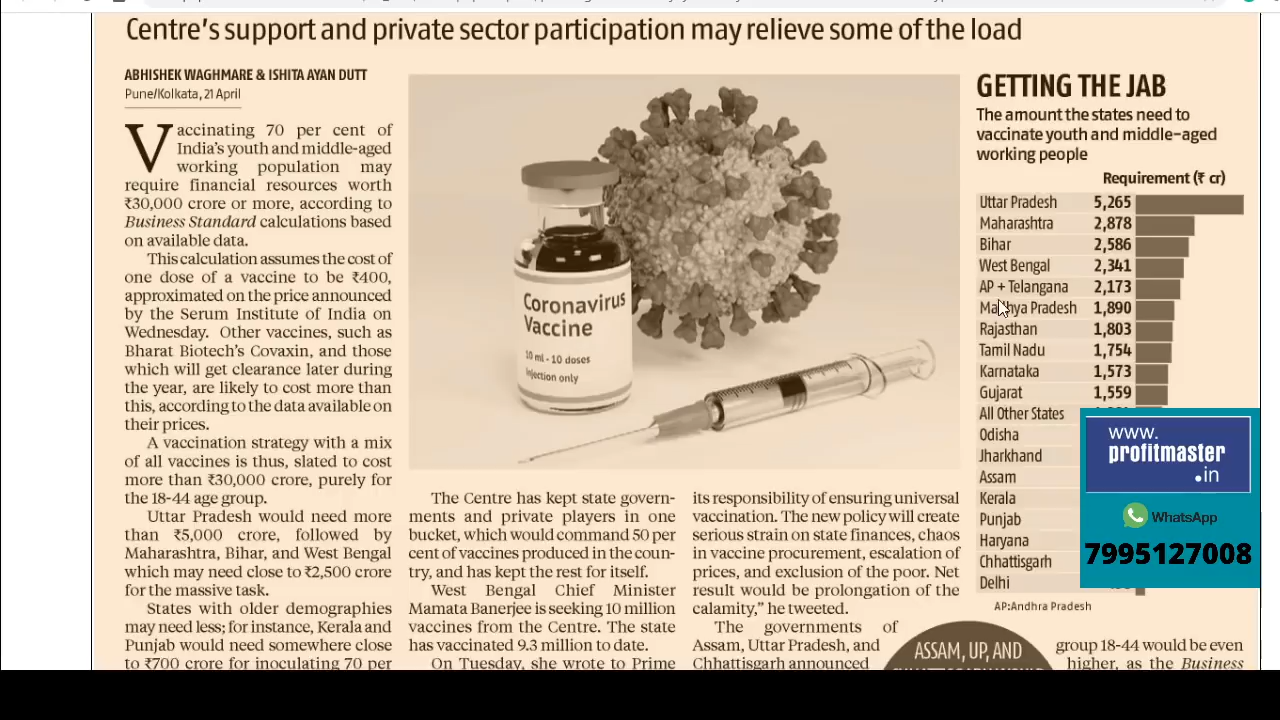 Centre's support and private sector participation may relieve some of the load
ABHISHEK WAGHMARE & ISHITA AYAN DUTT
Pune/Kolkata, 21 April
Vaccinating 70 per cent of
India's youth and middle-aged
working population may
require financial resources worth
₹30,000 crore or more, according to
Business Standard calculations based
on available data.
This calculation assumes the cost of
one dose of a vaccine to be ₹400,
approximated on the price announced
by the Serum Institute of India on
Wednesday. Other vaccines, such as
Bharat Biotech's Covaxin, and those
which will get clearance later during
the year, are likely to cost more than
this, according to the data available on
their prices.
A vaccination strategy with a mix
of all vaccines is thus, slated to cost
more than ₹30,000 crore, purely for
the 18-44 age group.
Uttar Pradesh would need more
than ₹5,000 crore, followed by
Maharashtra, Bihar, and West Bengal
which may need close to ₹2,500 crore
for the massive task.
States with older demographies
may need less; for instance, Kerala and
Punjab would need somewhere close
to ₹700 crore for inoculating 70 per
Coronavirus
Vaccine
10 ml - 10 doses
Injection only
The Centre has kept state govern-
ments and private players in one
bucket, which would command 50 per
cent of vaccines produced in the coun-
try, and has kept the rest for itself.
West Bengal Chief Minister
Mamata Banerjee is seeking 10 million
vaccines from the Centre. The state
has vaccinated 9.3 million to date.
On Tuesday, she wrote to Prime
its responsibility of ensuring universal
vaccination. The new policy will create
serious strain on state finances, chaos
in vaccine procurement, escalation of
prices, and exclusion of the poor. Net
result would be prolongation of the
calamity," he tweeted.
The governments of
Assam, Uttar Pradesh, and
Chhattisgarh announced
ASSAM, UP, AND
GETTING THE JAB
The amount the states need to
vaccinate youth and middle-aged
working people
Requirement (₹ cr)
Uttar Pradesh 5,265
Maharashtra 2,878
Bihar 2,586
West Bengal 2,341
AP + Telangana 2,173
Madhya Pradesh 1,890
Rajasthan 1,803
Tamil Nadu 1,754
Karnataka 1,573
Gujarat 1,559
All Other States
Odisha
Jharkhand
Assam
Kerala
Punjab
Haryana
Chhattisgarh
Delhi
AP:Andhra Pradesh
group 18-44 would be even
higher, as the Business
www.
profitmaster
.in
WhatsApp
7995127008